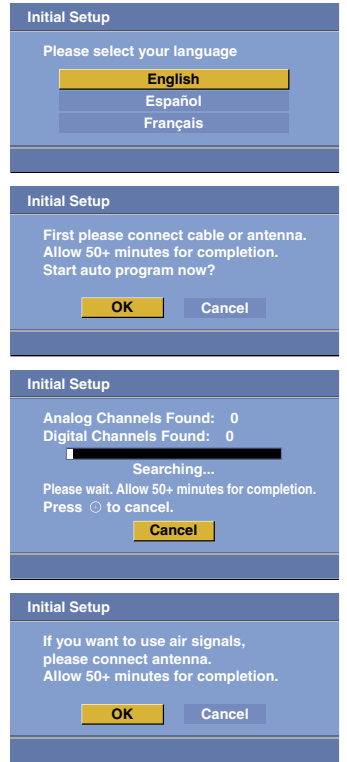 Initial Setup
Please select your language
English
Español
Français
Initial Setup
First please connect cable or antenna.
Allow 50+ minutes for completion.
Start auto program now?
OK Cancel
Initial Setup
Analog Channels Found: 0
Digital Channels Found: 0
Searching...
Please wait. Allow 50+ minutes for completion.
Press ⊙ to cancel.
Cancel
Initial Setup
If you want to use air signals,
please connect antenna.
Allow 50+ minutes for completion.
OK Cancel